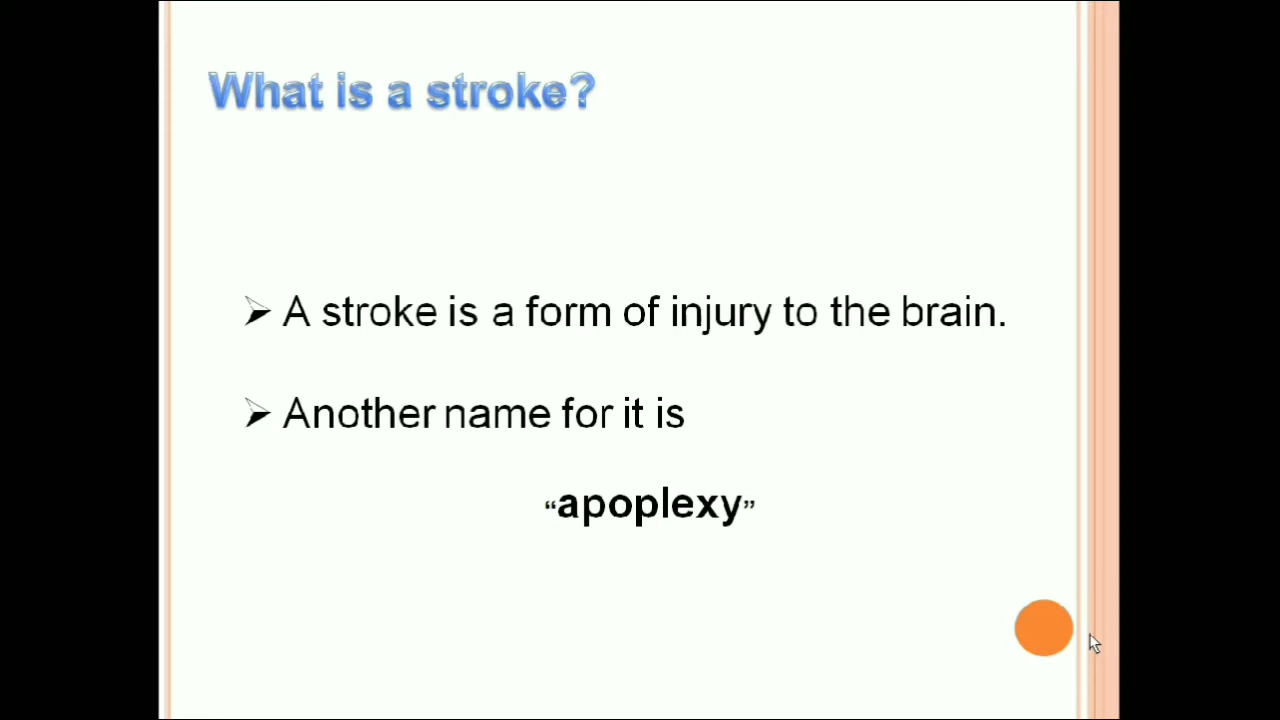 What is a stroke?
A stroke is a form of injury to the brain.
Another name for it is
“apoplexy”